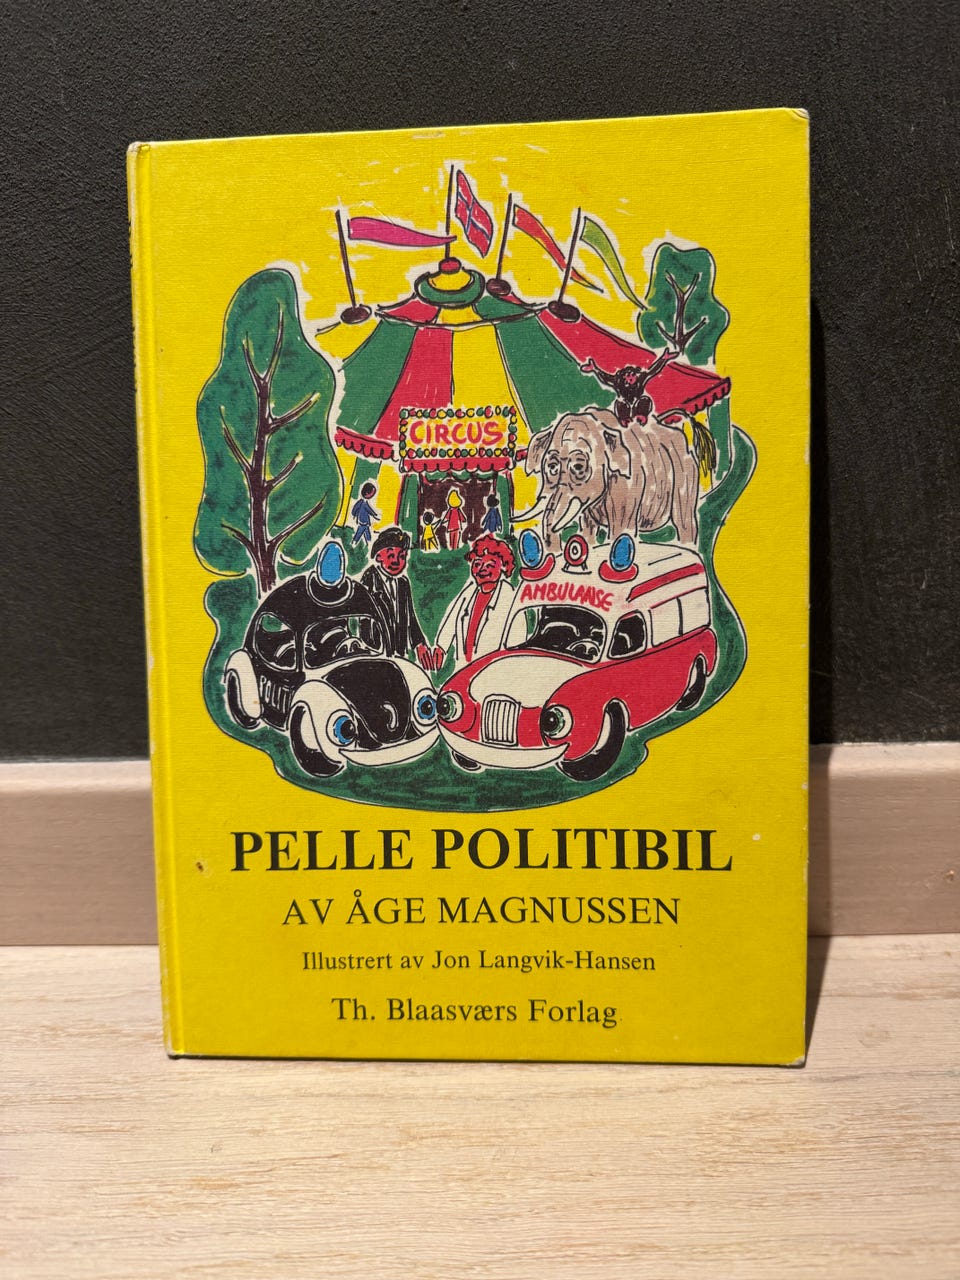 CIRCUS
AMBULANSE
POLITI
PELLE POLITIBIL
AV ÅGE MAGNUSSEN
Illustrert av Jon Langvik-Hansen
Th. Blaasværs Forlag